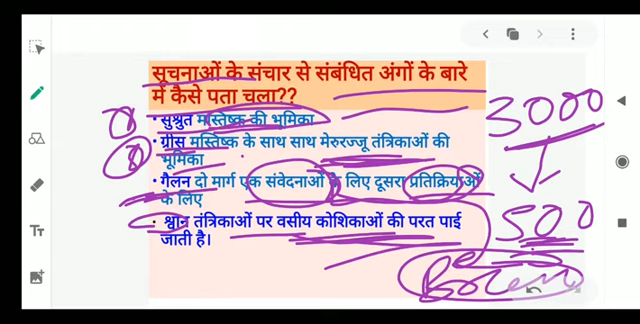 सूचनाओं के संचार से संबंधित अंगों के बारे
में कैसे पता चला??
• सुश्रुत मस्तिष्क की भूमिका
• ग्रीस मस्तिष्क के साथ साथ मेरुरज्जू तंत्रिकाओं की
भूमिका
• गैलन दो मार्ग एक संवेदनाओं के लिए दूसरा प्रतिक्रियाओं
के लिए
• श्वान तंत्रिकाओं पर वसीय कोशिकाओं की परत पाई
जाती है।
3000
500